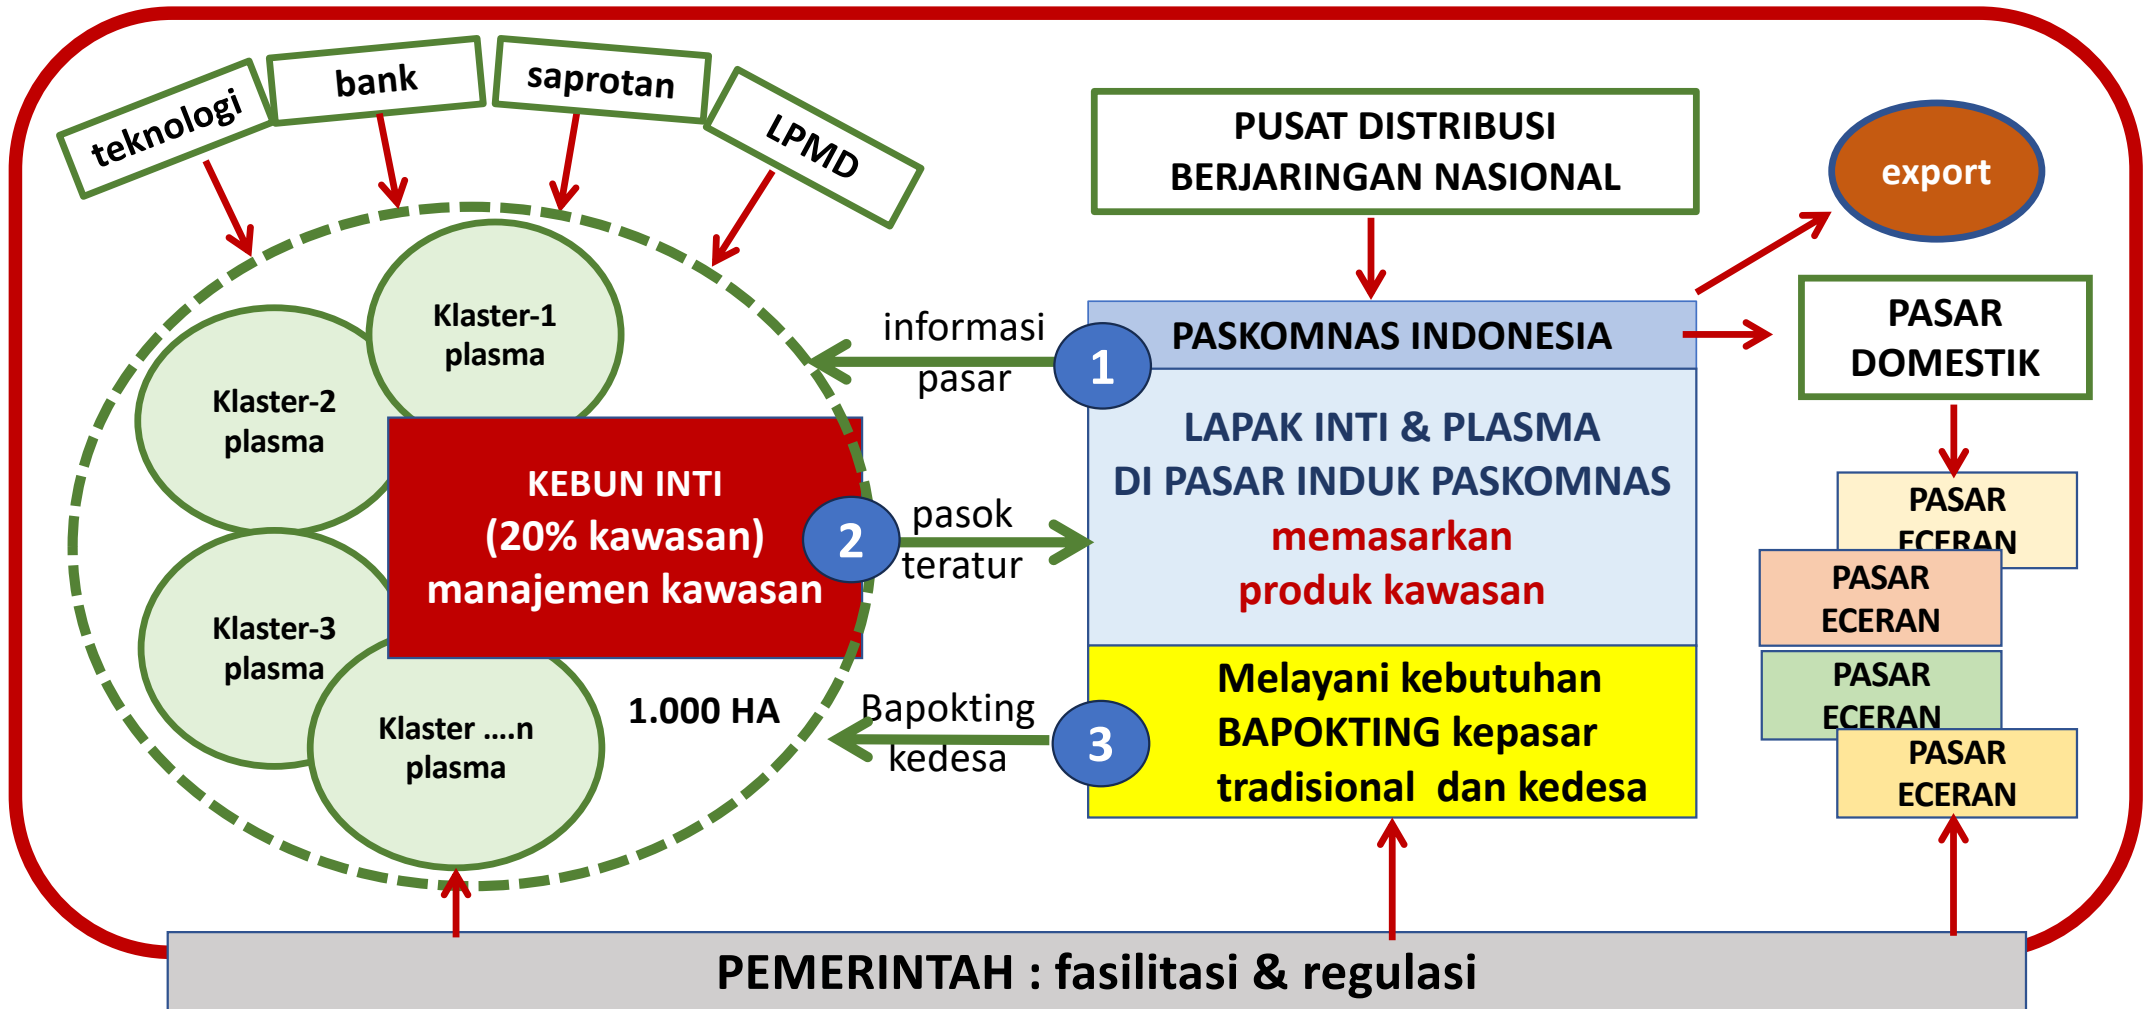 teknologi
bank
saprotan
LPMD
PUSAT DISTRIBUSI
BERJARINGAN NASIONAL
export
Klaster-1
plasma
Klaster-2
plasma
Klaster-3
plasma
Klaster ....n
plasma
KEBUN INTI
(20% kawasan)
manajemen kawasan
1.000 HA
informasi
pasar
1
pasok
teratur
2
Bapokting
kedesa
3
PASKOMNAS INDONESIA
LAPAK INTI & PLASMA
DI PASAR INDUK PASKOMNAS
memasarkan
produk kawasan
Melayani kebutuhan
BAPOKTING kepasar
tradisional dan kedesa
PASAR
DOMESTIK
PASAR
ECERAN
PASAR
ECERAN
PASAR
ECERAN
PASAR
ECERAN
PEMERINTAH : fasilitasi & regulasi